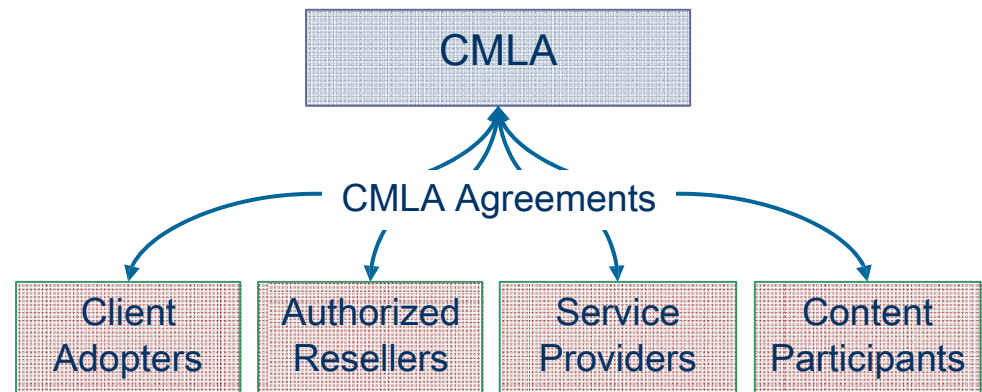 CMLA
CMLA Agreements
Client
Adopters
Authorized
Resellers
Service
Providers
Content
Participants